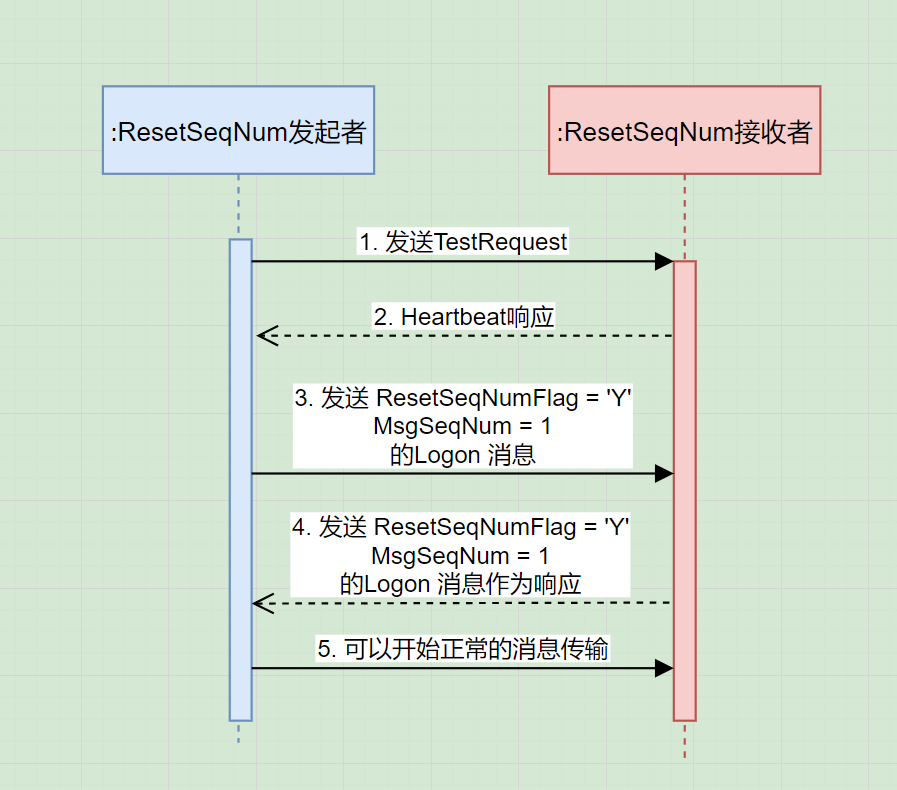 :ResetSeqNum发起者
:ResetSeqNum接收者
1. 发送TestRequest
2. Heartbeat响应
3. 发送 ResetSeqNumFlag = 'Y'
MsgSeqNum = 1
的Logon 消息
4. 发送 ResetSeqNumFlag = 'Y'
MsgSeqNum = 1
的Logon 消息作为响应
5. 可以开始正常的消息传输